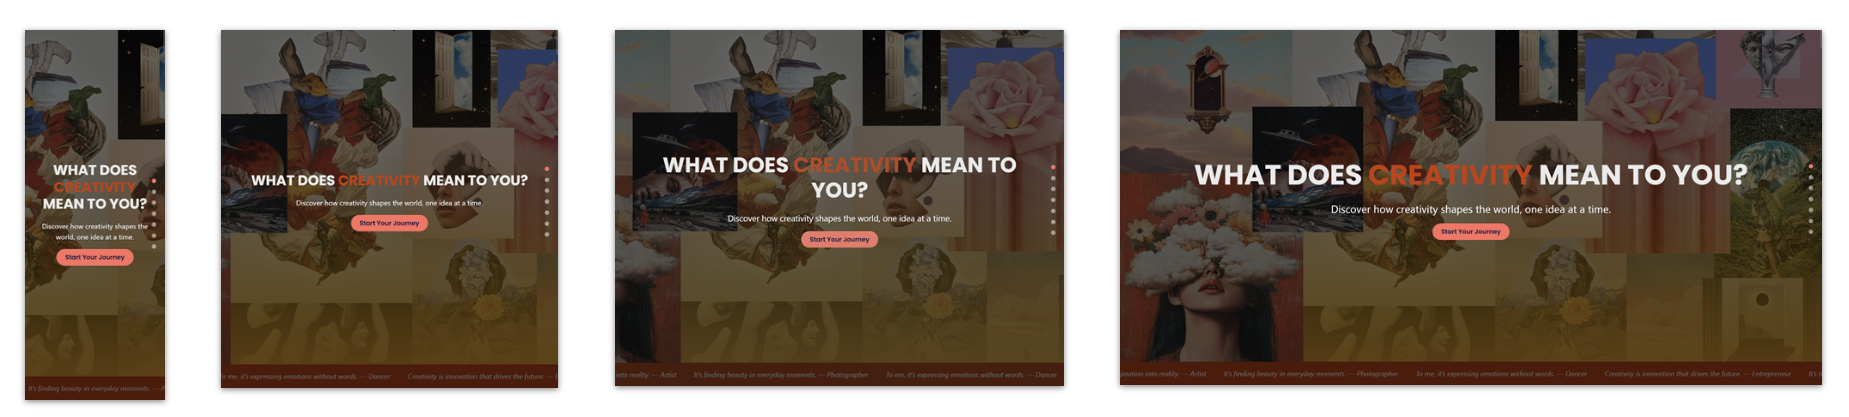 WHAT DOES
CREATIVITY
MEAN TO YOU?
Discover how creativity shapes the
world, one idea at a time.
Start Your Journey
It's finding beauty in everyday moments. —
WHAT DOES CREATIVITY MEAN TO YOU?
Discover how creativity shapes the world, one idea at a time.
Start Your Journey
o me, it's expressing emotions without words. — Dancer
Creativity is innovation that drives the future. —
WHAT DOES CREATIVITY MEAN TO
YOU?
Discover how creativity shapes the world, one idea at a time.
Start Your Journey
into reality. — Artist
It's finding beauty in everyday moments. — Photographer
To me, it's expressing emotions without words. — Dancer
WHAT DOES CREATIVITY MEAN TO YOU?
Discover how creativity shapes the world, one idea at a time.
Start Your Journey
into reality. — Artist
It's finding beauty in everyday moments. — Photographer
To me, it's expressing emotions without words. — Dancer
Creativity is innovation that drives the future. — Entrepreneur